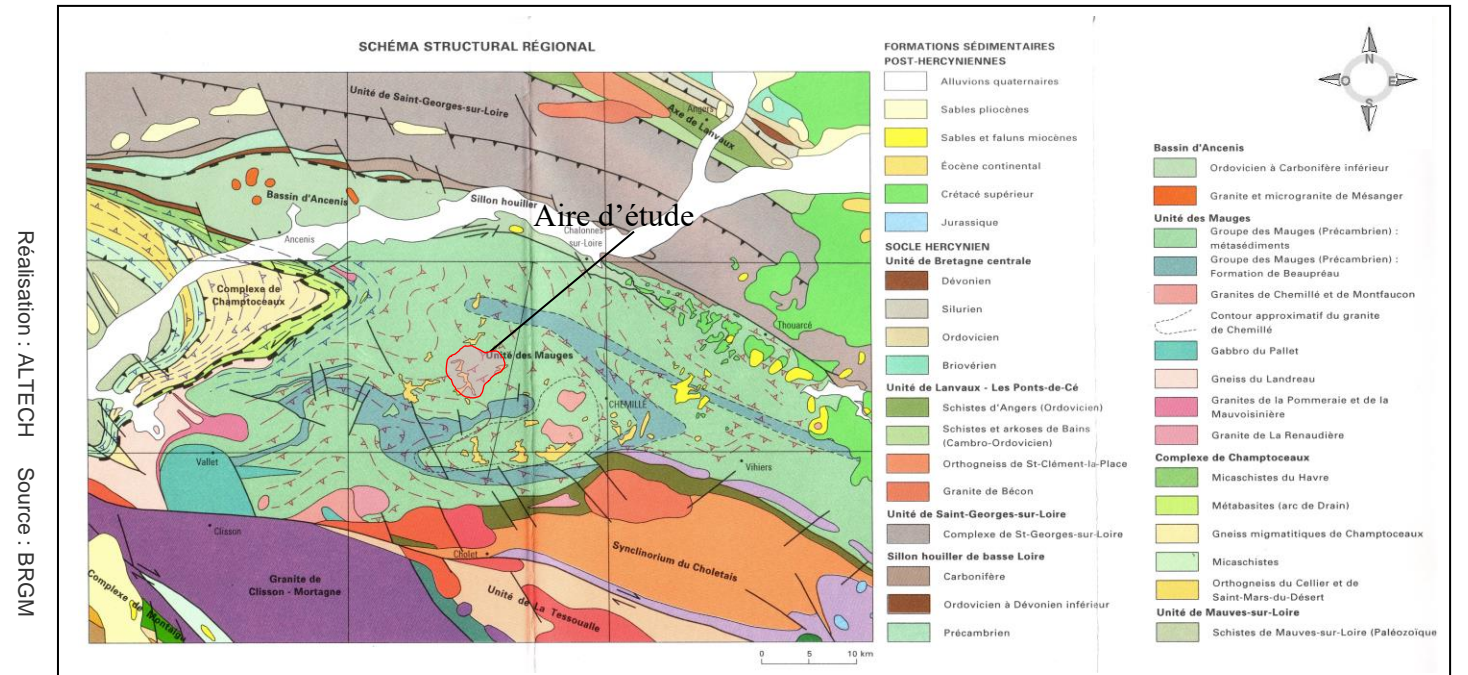 SCHÉMA STRUCTURAL RÉGIONAL
Unité de Saint-Georges-sur-Loire
Angers
Axe de Lanvaux
Bassin d'Ancenis
Sillon houiller
Aire d'étude
Ancenis
Chalonnes
sur-Loire
Complexe de
Champtoceaux
Thouarcé
Unité des Mauges
CHEMILLÉ
Vallet
Vihiers
Clisson
Cholet
Synclinorium du Choletais
Granite de
Clisson - Mortagne
Unité de La Tessoualle
Complexe de Montaigu
0 5 10 km
FORMATIONS SÉDIMENTAIRES
POST-HERCYNIENNES
Alluvions quaternaires
Sables pliocènes
Sables et faluns miocènes
Éocène continental
Crétacé supérieur
Jurassique
SOCLE HERCYNIEN
Unité de Bretagne centrale
Dévonien
Silurien
Ordovicien
Briovérien
Unité de Lanvaux - Les Ponts-de-Cé
Schistes d'Angers (Ordovicien)
Schistes et arkoses de Bains
(Cambro-Ordovicien)
Orthogneiss de St-Clément-la-Place
Granite de Bécon
Unité de Saint-Georges-sur-Loire
Complexe de St-Georges-sur-Loire
Sillon houiller de basse Loire
Carbonifère
Ordovicien à Dévonien inférieur
Précambrien
N
O
E
S
Bassin d'Ancenis
Ordovicien à Carbonifère inférieur
Granite et microgranite de Mésanger
Unité des Mauges
Groupe des Mauges (Précambrien) :
métasédiments
Groupe des Mauges (Précambrien) :
Formation de Beaupréau
Granites de Chemillé et de Montfaucon
Contour approximatif du granite
de Chemillé
Gabbro du Pallet
Gneiss du Landreau
Granites de la Pommeraie et de la
Mauvoisinière
Granite de La Renaudière
Complexe de Champtoceaux
Micaschistes du Havre
Métabasites (arc de Drain)
Gneiss migmatitiques de Champtoceaux
Micaschistes
Orthogneiss du Cellier et de
Saint-Mars-du-Désert
Unité de Mauves-sur-Loire
Schistes de Mauves-sur-Loire (Paléozoïque
Réalisation : ALTECH Source : BRGM